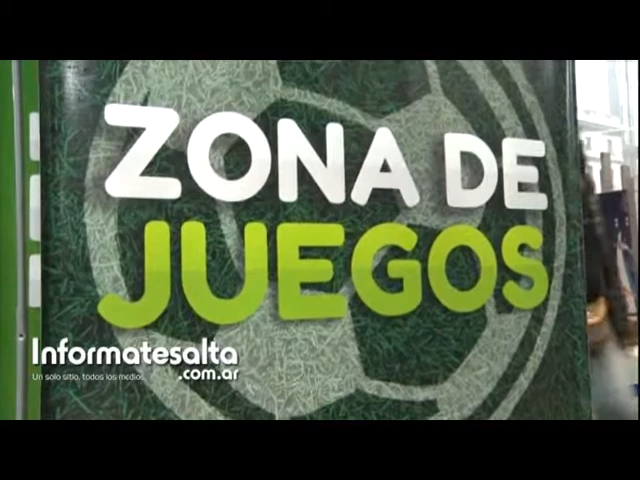 ZONA DE
JUEGOS
Informatesalta
.com.ar
Un solo sitio, todos los medios.